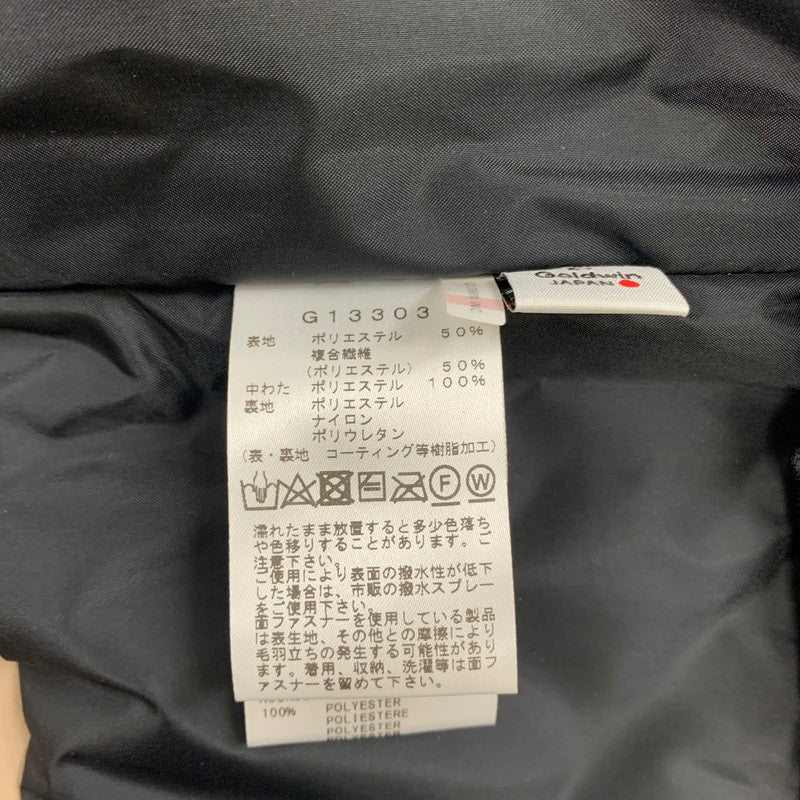 Goldwin
JAPAN
G13303
表地 ポリエステル 50%
複合繊維
(ポリエステル) 50%
中わた ポリエステル 100%
裏地 ポリエステル
ナイロン
ポリウレタン
(表・裏地 コーティング等樹脂加工)
F W
濡れたまま放置すると多少色落ち
や色移りすることがあります。ご
注意下さい。
ご使用により表面の撥水性が低下
した場合は、市販の撥水スプレー
をご使用下さい。
面ファスナーを使用している製品
は表生地、その他との摩擦により
毛羽立ちの発生する可能性があり
ます。着用、収納、洗濯等は面フ
ァスナーを留めて下さい。
100% POLYESTER
POLIESTERE
POLYESTER
POLYESTER